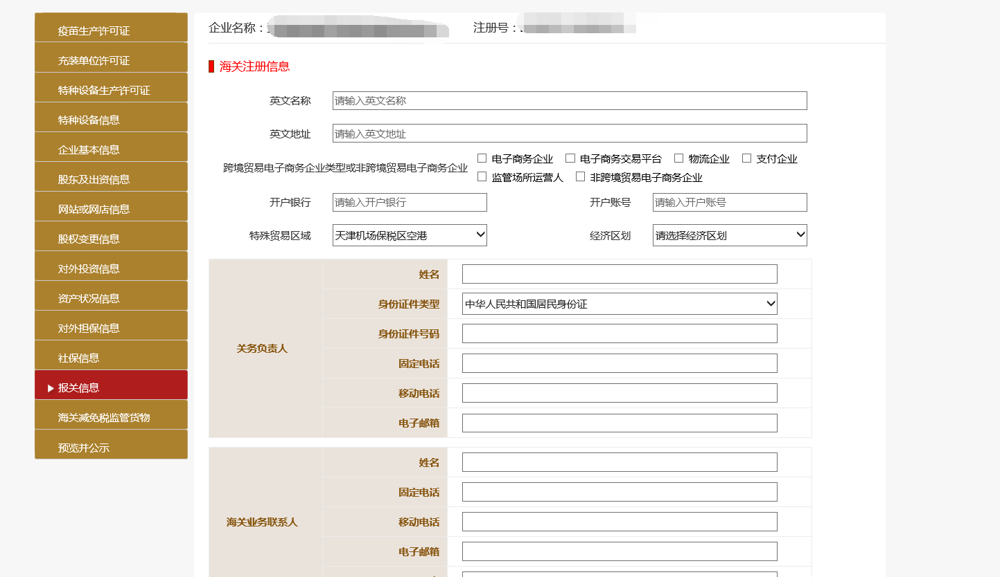 疫苗生产许可证
充装单位许可证
特种设备生产许可证
特种设备信息
企业基本信息
股东及出资信息
网站或网店信息
股权变更信息
对外投资信息
资产状况信息
对外担保信息
社保信息
报关信息
海关减免税监管货物
预览并公示
企业名称： 注册号：
海关注册信息
英文名称 请输入英文名称
英文地址 请输入英文地址
跨境贸易电子商务企业类型或非跨境贸易电子商务企业
电子商务企业 电子商务交易平台 物流企业 支付企业
监管场所运营人 非跨境贸易电子商务企业
开户银行 请输入开户银行 开户账号 请输入开户账号
特殊贸易区域 天津机场保税区空港 经济区划 请选择经济区划
关务负责人
姓名
身份证件类型 中华人民共和国居民身份证
身份证件号码
固定电话
移动电话
电子邮箱
海关业务联系人
姓名
固定电话
移动电话
电子邮箱